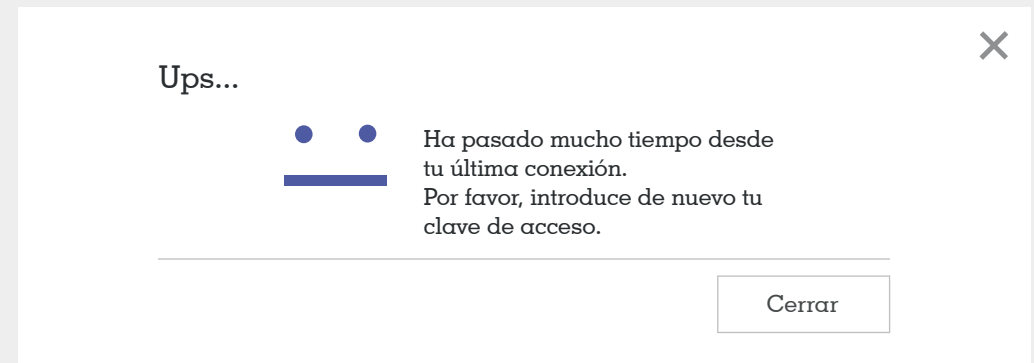 Ups...
Ha pasado mucho tiempo desde
tu última conexión.
Por favor, introduce de nuevo tu
clave de acceso.
Cerrar